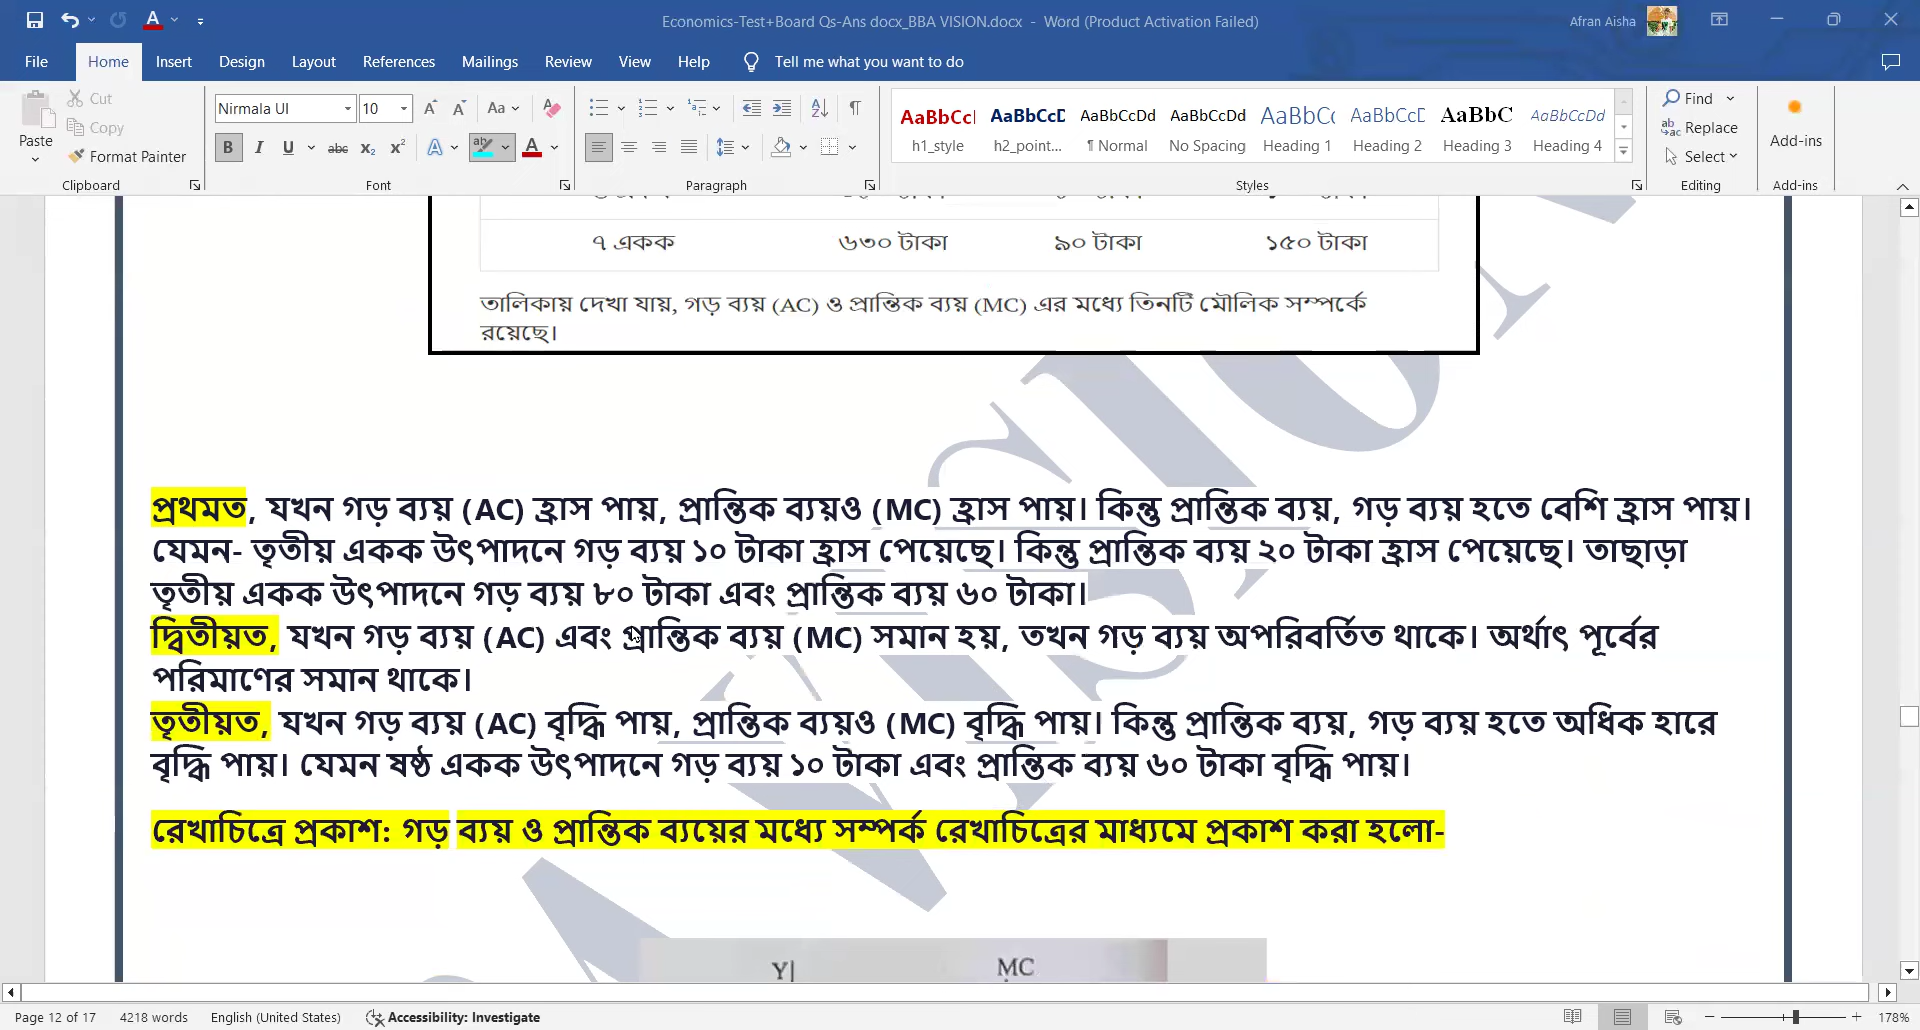 Economics-Test+Board Qs-Ans docx_BBA VISION.docx - Word (Product Activation Failed)
Afran Aisha
File Home Insert Design Layout References Mailings Review View Help Tell me what you want to do
Cut
Copy
Paste
Format Painter
Clipboard
Nirmala UI 10
Font
Paragraph
AaBbCcI AaBbCcD AaBbCcDd AaBbCcDd AaBbCc AaBbCcD AaBbC AaBbCcDd
h1_style h2_point... ¶ Normal No Spacing Heading 1 Heading 2 Heading 3 Heading 4
Styles
Find
Replace
Select
Editing
Add-ins
Add-ins
৭ একক ৬৩০ টাকা ৯০ টাকা ১৫০ টাকা
তালিকায় দেখা যায়, গড় ব্যয় (AC) ও প্রান্তিক ব্যয় (MC) এর মধ্যে তিনটি মৌলিক সম্পর্কে
রয়েছে।
প্রথমত, যখন গড় ব্যয় (AC) হ্রাস পায়, প্রান্তিক ব্যয়ও (MC) হ্রাস পায়। কিন্তু প্রান্তিক ব্যয়, গড় ব্যয় হতে বেশি হ্রাস পায়।
যেমন- তৃতীয় একক উৎপাদনে গড় ব্যয় ১০ টাকা হ্রাস পেয়েছে। কিন্তু প্রান্তিক ব্যয় ২০ টাকা হ্রাস পেয়েছে। তাছাড়া
তৃতীয় একক উৎপাদনে গড় ব্যয় ৮০ টাকা এবং প্রান্তিক ব্যয় ৬০ টাকা।
দ্বিতীয়ত, যখন গড় ব্যয় (AC) এবং প্রান্তিক ব্যয় (MC) সমান হয়, তখন গড় ব্যয় অপরিবর্তিত থাকে। অর্থাৎ পূর্বের
পরিমাণের সমান থাকে।
তৃতীয়ত, যখন গড় ব্যয় (AC) বৃদ্ধি পায়, প্রান্তিক ব্যয়ও (MC) বৃদ্ধি পায়। কিন্তু প্রান্তিক ব্যয়, গড় ব্যয় হতে অধিক হারে
বৃদ্ধি পায়। যেমন ষষ্ঠ একক উৎপাদনে গড় ব্যয় ১০ টাকা এবং প্রান্তিক ব্যয় ৬০ টাকা বৃদ্ধি পায়।
রেখাচিত্রে প্রকাশ: গড় ব্যয় ও প্রান্তিক ব্যয়ের মধ্যে সম্পর্ক রেখাচিত্রের মাধ্যমে প্রকাশ করা হলো-
Y MC
Page 12 of 17 4218 words English (United States) Accessibility: Investigate 178%